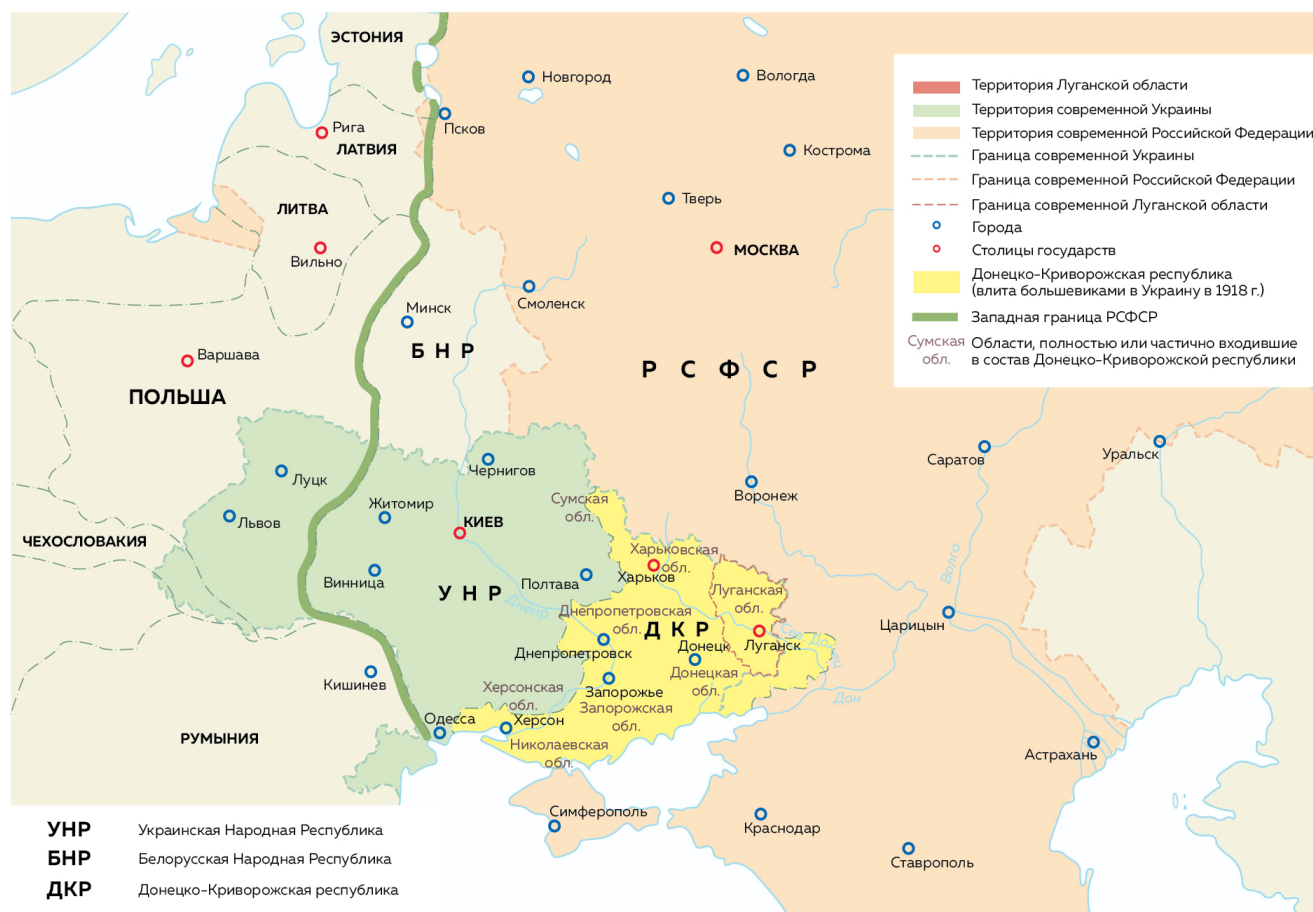 ЭСТОНИЯ
Новгород
Вологда
Псков
Рига
ЛАТВИЯ
Кострома
Тверь
ЛИТВА
Вильно
МОСКВА
Смоленск
Минск
БНР
Варшава
ПОЛЬША
РСФСР
Территория Луганской области
Территория современной Украины
Территория современной Российской Федерации
Граница современной Украины
Граница современной Российской Федерации
Граница современной Луганской области
Города
Столицы государств
Донецко-Криворожская республика
(влита большевиками в Украину в 1918 г.)
Западная граница РСФСР
Сумская
обл.
Области, полностью или частично входившие
в состав Донецко-Криворожской республики
Луцк
Львов
Чернигов
Житомир
КИЕВ
Сумская
обл.
Воронеж
Саратов
Уральск
ЧЕХОСЛОВАКИЯ
Винница
УНР
Днепр
Полтава
Харьковская
обл.
Харьков
Луганская
обл.
Волга
Днепропетровская
обл.
ДКР
Днепропетровск
Донецк
Луганск
Сев. Донец
Царицын
Кишинев
Херсонская
обл.
Запорожье
Запорожская
обл.
Донецкая
обл.
Дон
РУМЫНИЯ
Одесса
Херсон
Николаевская
обл.
Астрахань
Симферополь
Краснодар
Ставрополь
УНР Украинская Народная Республика
БНР Белорусская Народная Республика
ДКР Донецко-Криворожская республика